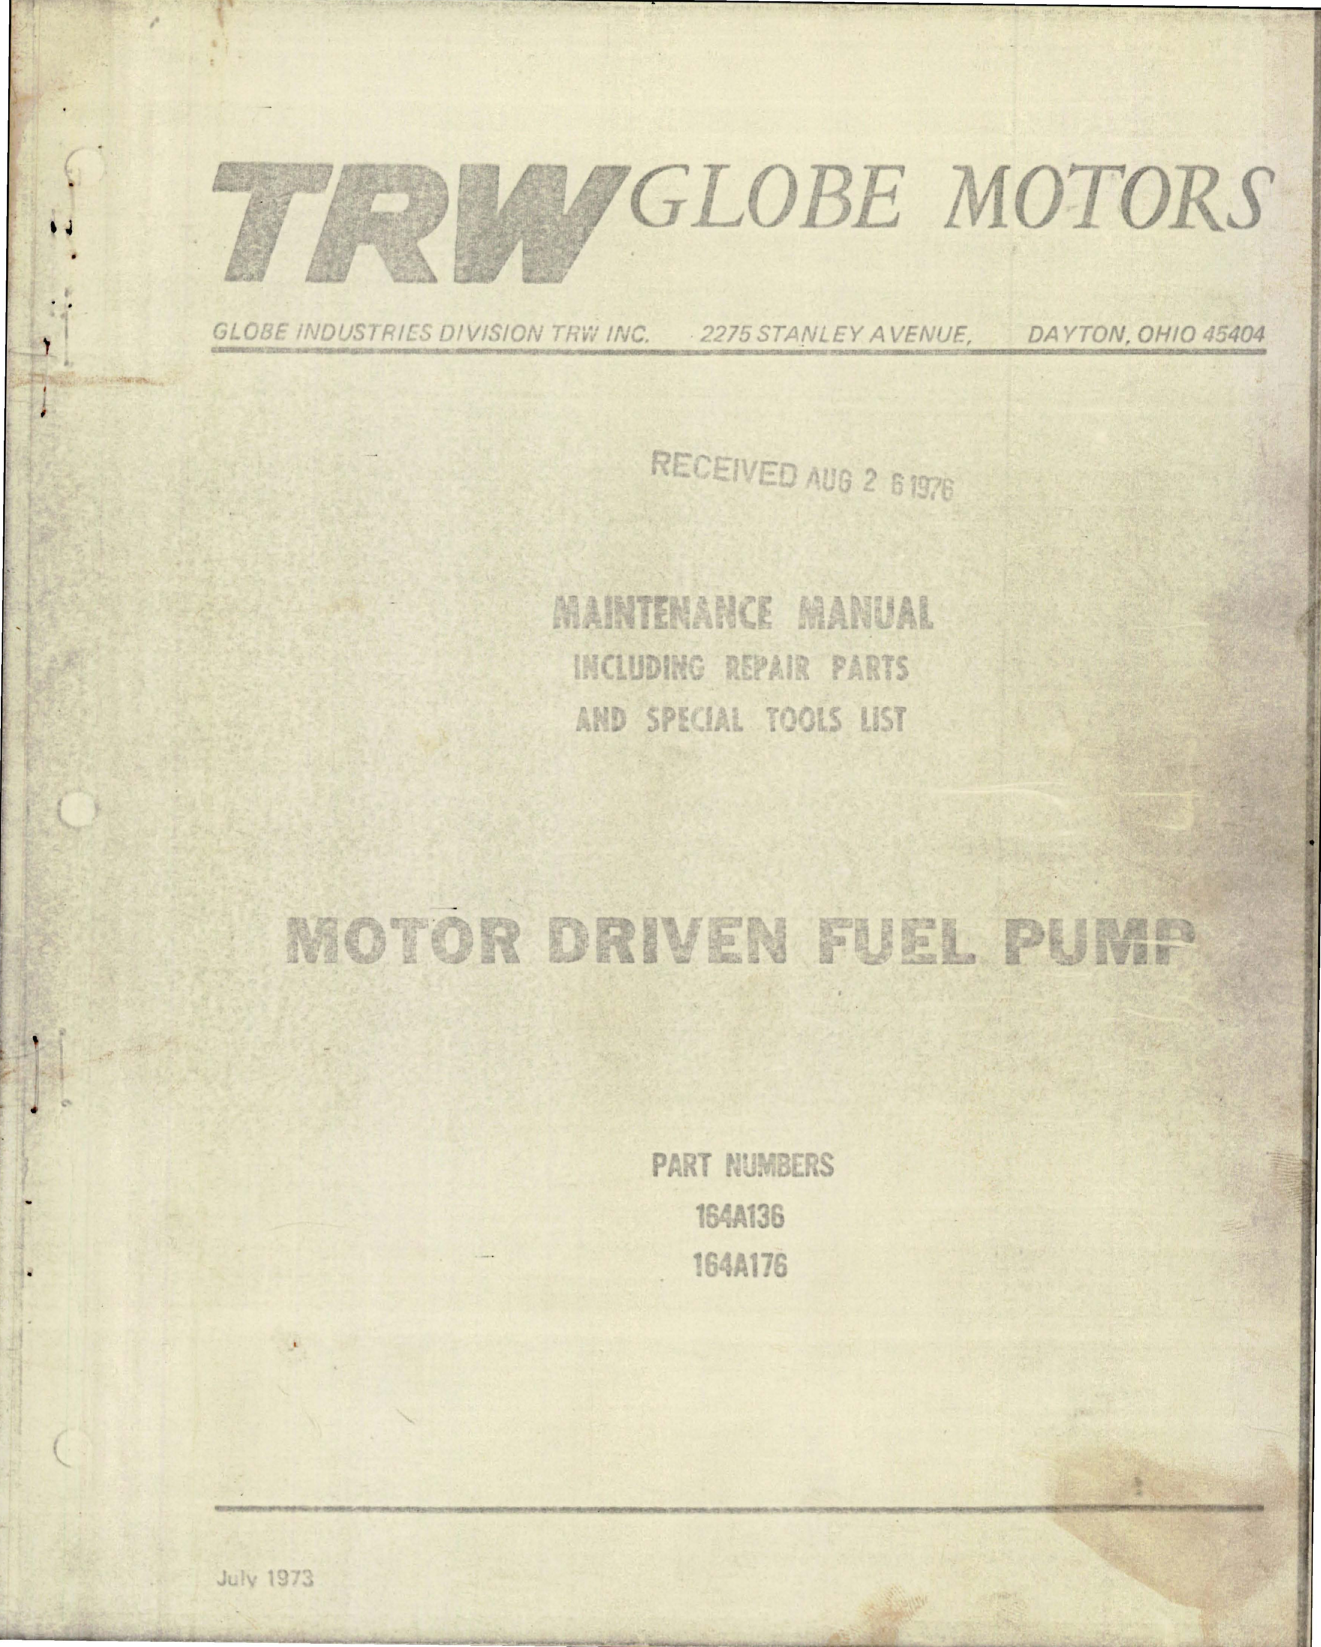 TRW GLOBE MOTORS
GLOBE INDUSTRIES DIVISION TRW INC. 2275 STANLEY AVENUE, DAYTON, OHIO 45404
RECEIVED AUG 2 6 1976
MAINTENANCE MANUAL
INCLUDING REPAIR PARTS
AND SPECIAL TOOLS LIST
MOTOR DRIVEN FUEL PUMP
PART NUMBERS
164A136
164A176
July 1973